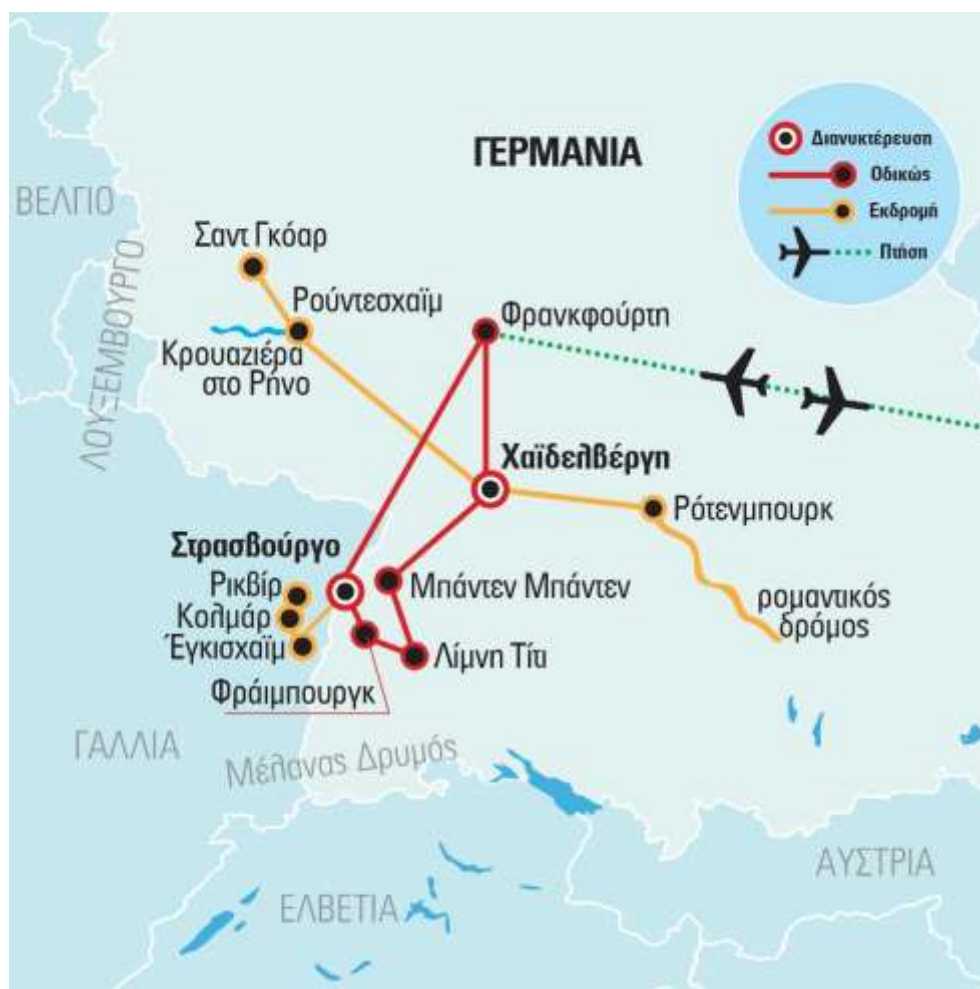 ΓΕΡΜΑΝΙΑ
Διανυκτέρευση
Οδικώς
Εκδρομή
Πτήση
ΒΕΛΓΙΟ
ΛΟΥΞΕΜΒΟΥΡΓΟ
Σαντ Γκόαρ
Ρούντεσχαϊμ
Κρουαζιέρα
στο Ρήνο
Φρανκφούρτη
Χαϊδελβέργη
Ρότενμπουρκ
ρομαντικός
δρόμος
Στρασβούργο
Ρικβίρ
Κολμάρ
Έγκισχαϊμ
Μπάντεν Μπάντεν
Λίμνη Τίτι
Φράιμπουργκ
ΓΑΛΛΙΑ
Μέλανας Δρυμός
ΕΛΒΕΤΙΑ
ΑΥΣΤΡΙΑ